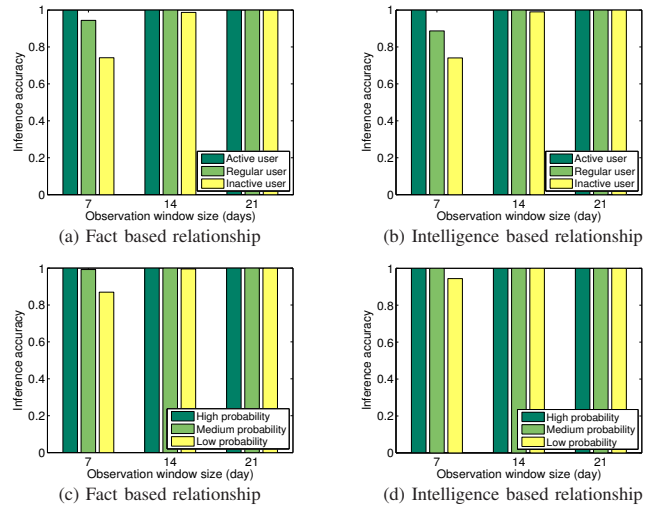 Inference accuracy
1
0.8
0.6
0.4
0.2
0
Active user
Regular user
Inactive user
7 14 21
Observation window size (days)
(a) Fact based relationship
Inference accuracy
1
0.8
0.6
0.4
0.2
0
Active user
Regular user
Inactive user
7 14 21
Observation window size (day)
(b) Intelligence based relationship
Inference accuracy
1
0.8
0.6
0.4
0.2
0
High probability
Medium probability
Low probability
7 14 21
Observation window size (day)
(c) Fact based relationship
Inference accuracy
1
0.8
0.6
0.4
0.2
0
High probability
Medium probability
Low probability
7 14 21
Observation window size (day)
(d) Intelligence based relationship